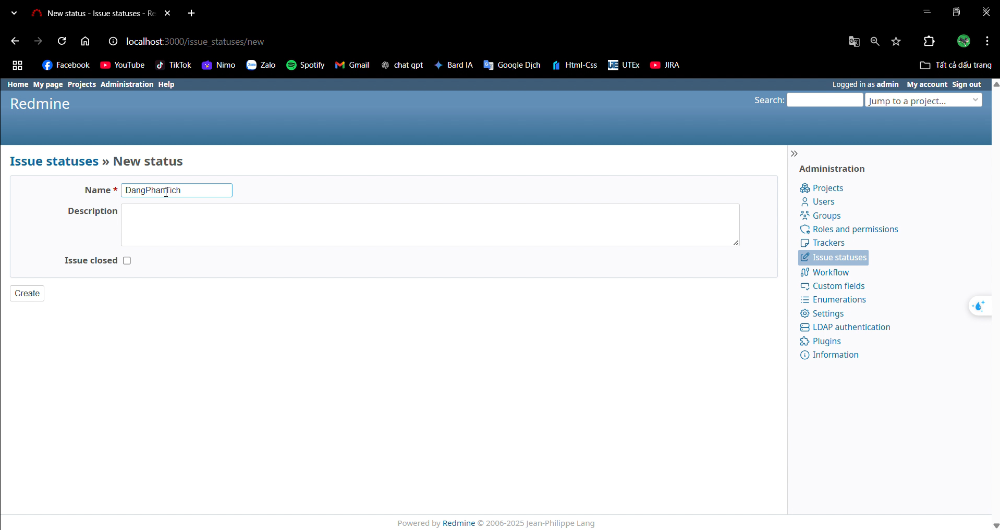 New status - Issue statuses - Re
localhost:3000/issue_statuses/new
Facebook YouTube TikTok Nimo Zalo Spotify Gmail chat gpt Bard IA Google Dịch Html-Css UTEx JIRA Tất cả dấu trang
Home My page Projects Administration Help Logged in as admin My account Sign out
Redmine Search: Jump to a project...
Issue statuses » New status
Name * DangPhamTich
Description
Issue closed
Create
Administration
Projects
Users
Groups
Roles and permissions
Trackers
Issue statuses
Workflow
Custom fields
Enumerations
Settings
LDAP authentication
Plugins
Information
Powered by Redmine © 2006-2025 Jean-Philippe Lang